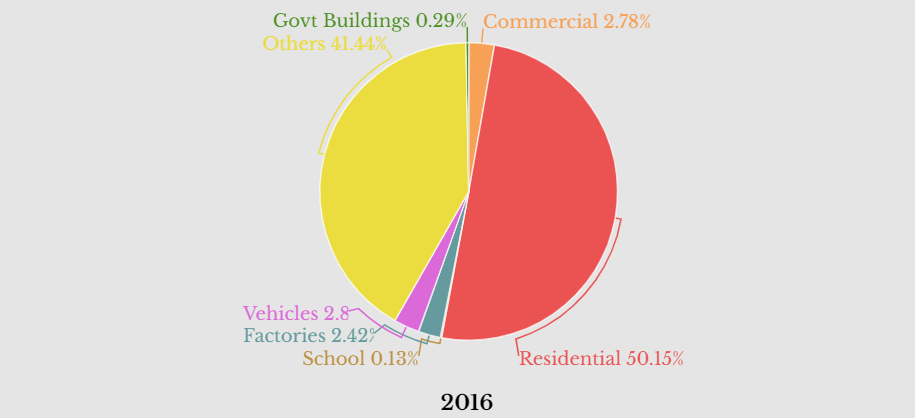 Govt Buildings 0.29%
Commercial 2.78%
Others 41.44%
Vehicles 2.8
Factories 2.42%
School 0.13%
Residential 50.15%
2016